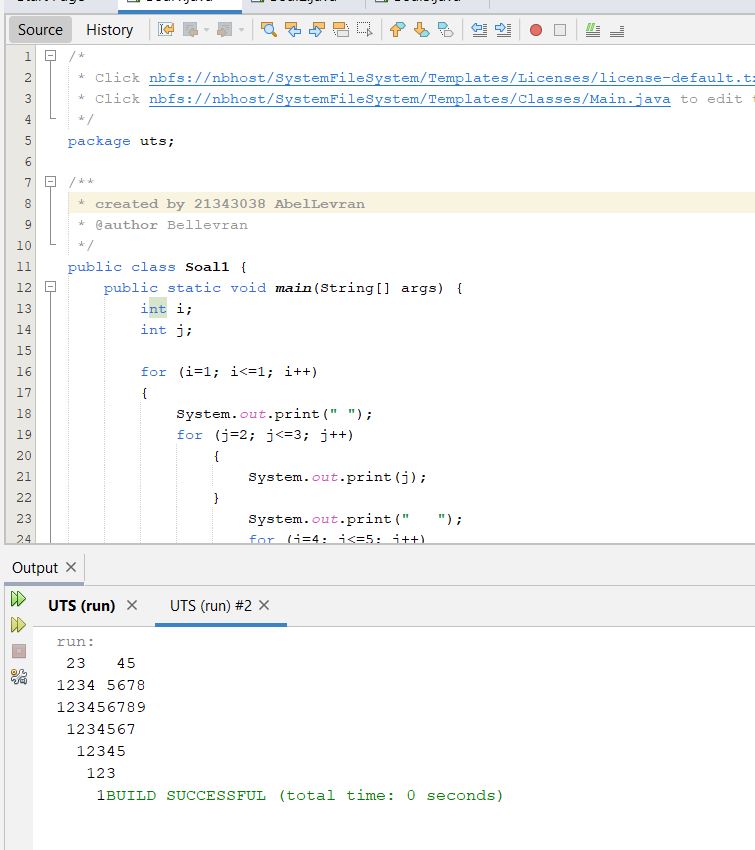 Source History
1 /*
2  * Click nbfs://nbhost/SystemFileSystem/Templates/Licenses/license-default.t
3  * Click nbfs://nbhost/SystemFileSystem/Templates/Classes/Main.java to edit t
4  */
5 package uts;
6
7 /**
8  * created by 21343038 AbelLevran
9  * @author Bellevran
10  */
11 public class Soal1 {
12     public static void main(String[] args) {
13         int i;
14         int j;
15
16         for (i=1; i<=1; i++)
17         {
18             System.out.print(" ");
19             for (j=2; j<=3; j++)
20                 {
21                     System.out.print(j);
22                 }
23                     System.out.print("   ");
24                     for (i=4; i<=5; i++)
Output
UTS (run) UTS (run) #2
run:
 23   45
1234 5678
123456789
 1234567
  12345
   123
    1BUILD SUCCESSFUL (total time: 0 seconds)